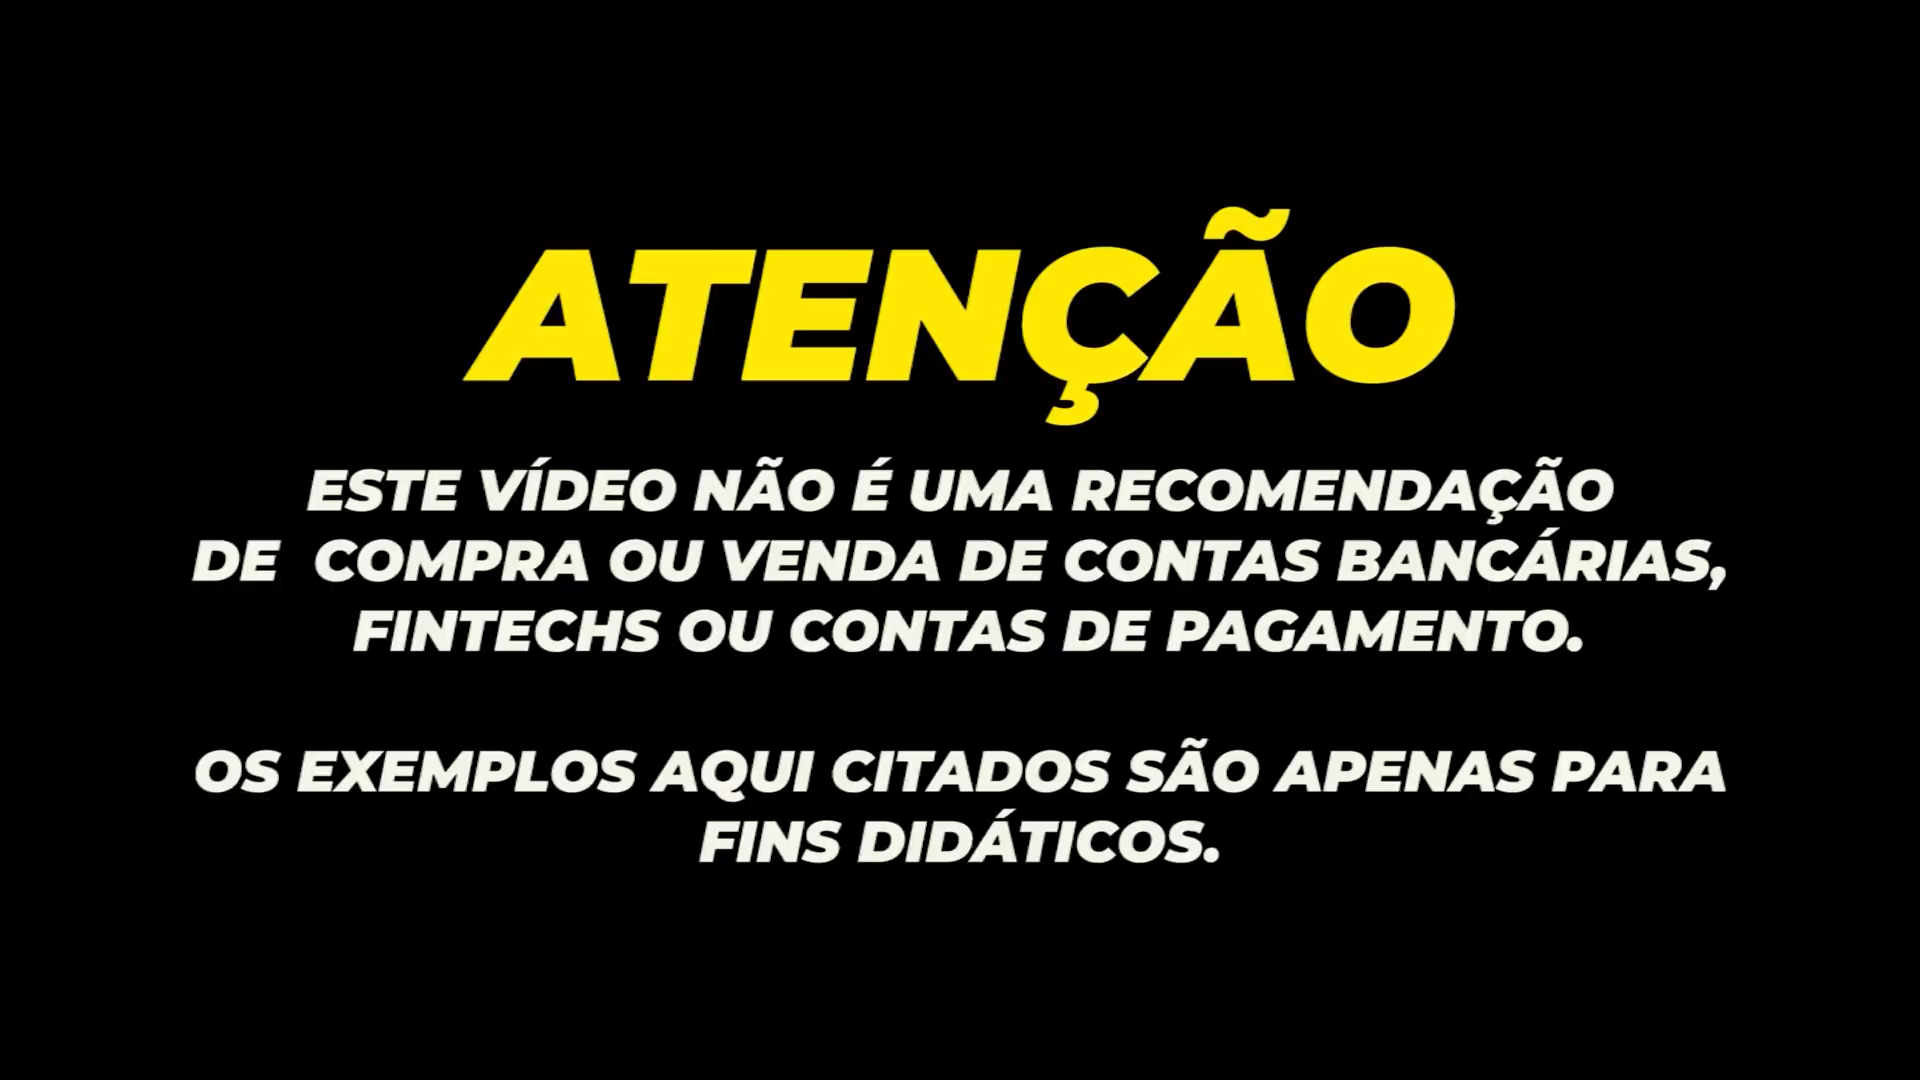 ATENÇÃO
ESTE VÍDEO NÃO É UMA RECOMENDAÇÃO
DE COMPRA OU VENDA DE CONTAS BANCÁRIAS,
FINTECHS OU CONTAS DE PAGAMENTO.
OS EXEMPLOS AQUI CITADOS SÃO APENAS PARA
FINS DIDÁTICOS.